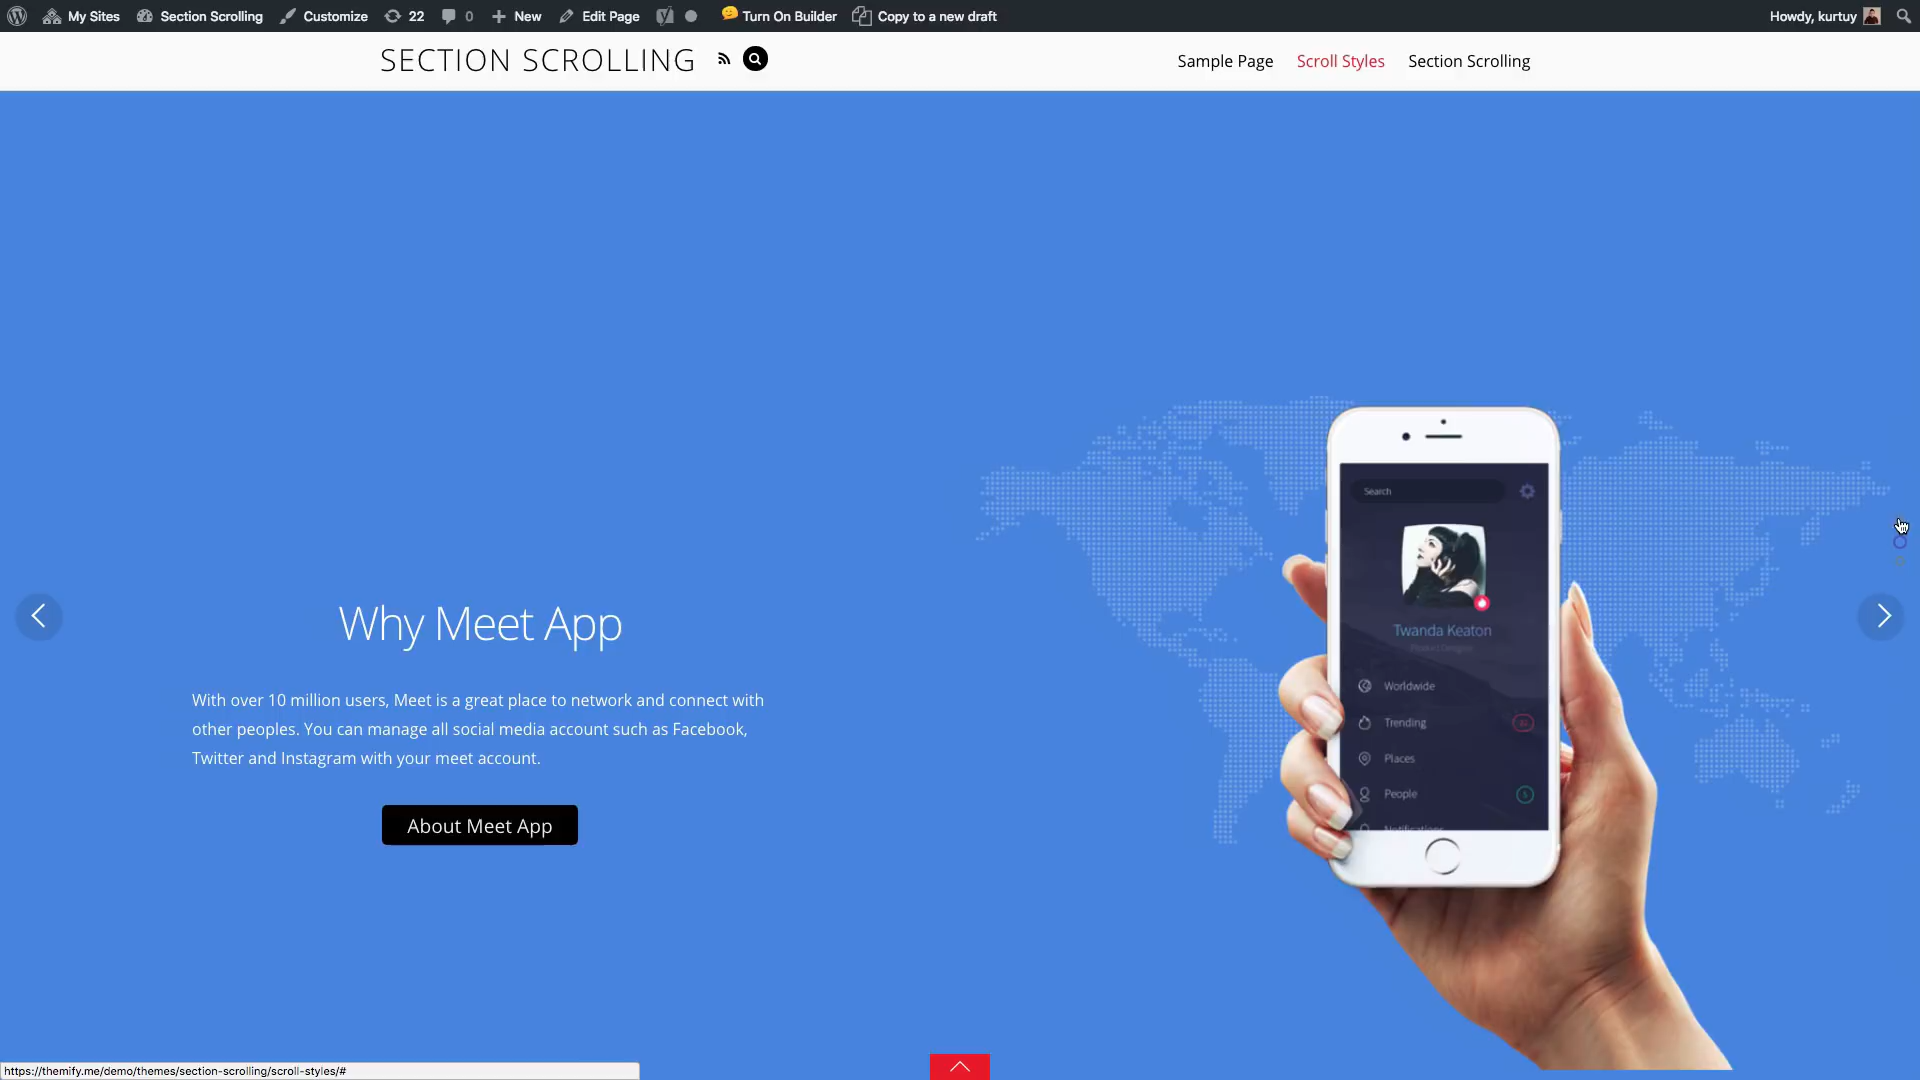 My Sites Section Scrolling Customize 22 0 New Edit Page Turn On Builder Copy to a new draft Howdy, kurtuy
SECTION SCROLLING
Sample Page Scroll Styles Section Scrolling
Why Meet App
With over 10 million users, Meet is a great place to network and connect with
other peoples. You can manage all social media account such as Facebook,
Twitter and Instagram with your meet account.
About Meet App
Search
Twanda Keaton
Product Designer
Worldwide
Trending
Places
People
Notifications
https://themify.me/demo/themes/section-scrolling/scroll-styles/#